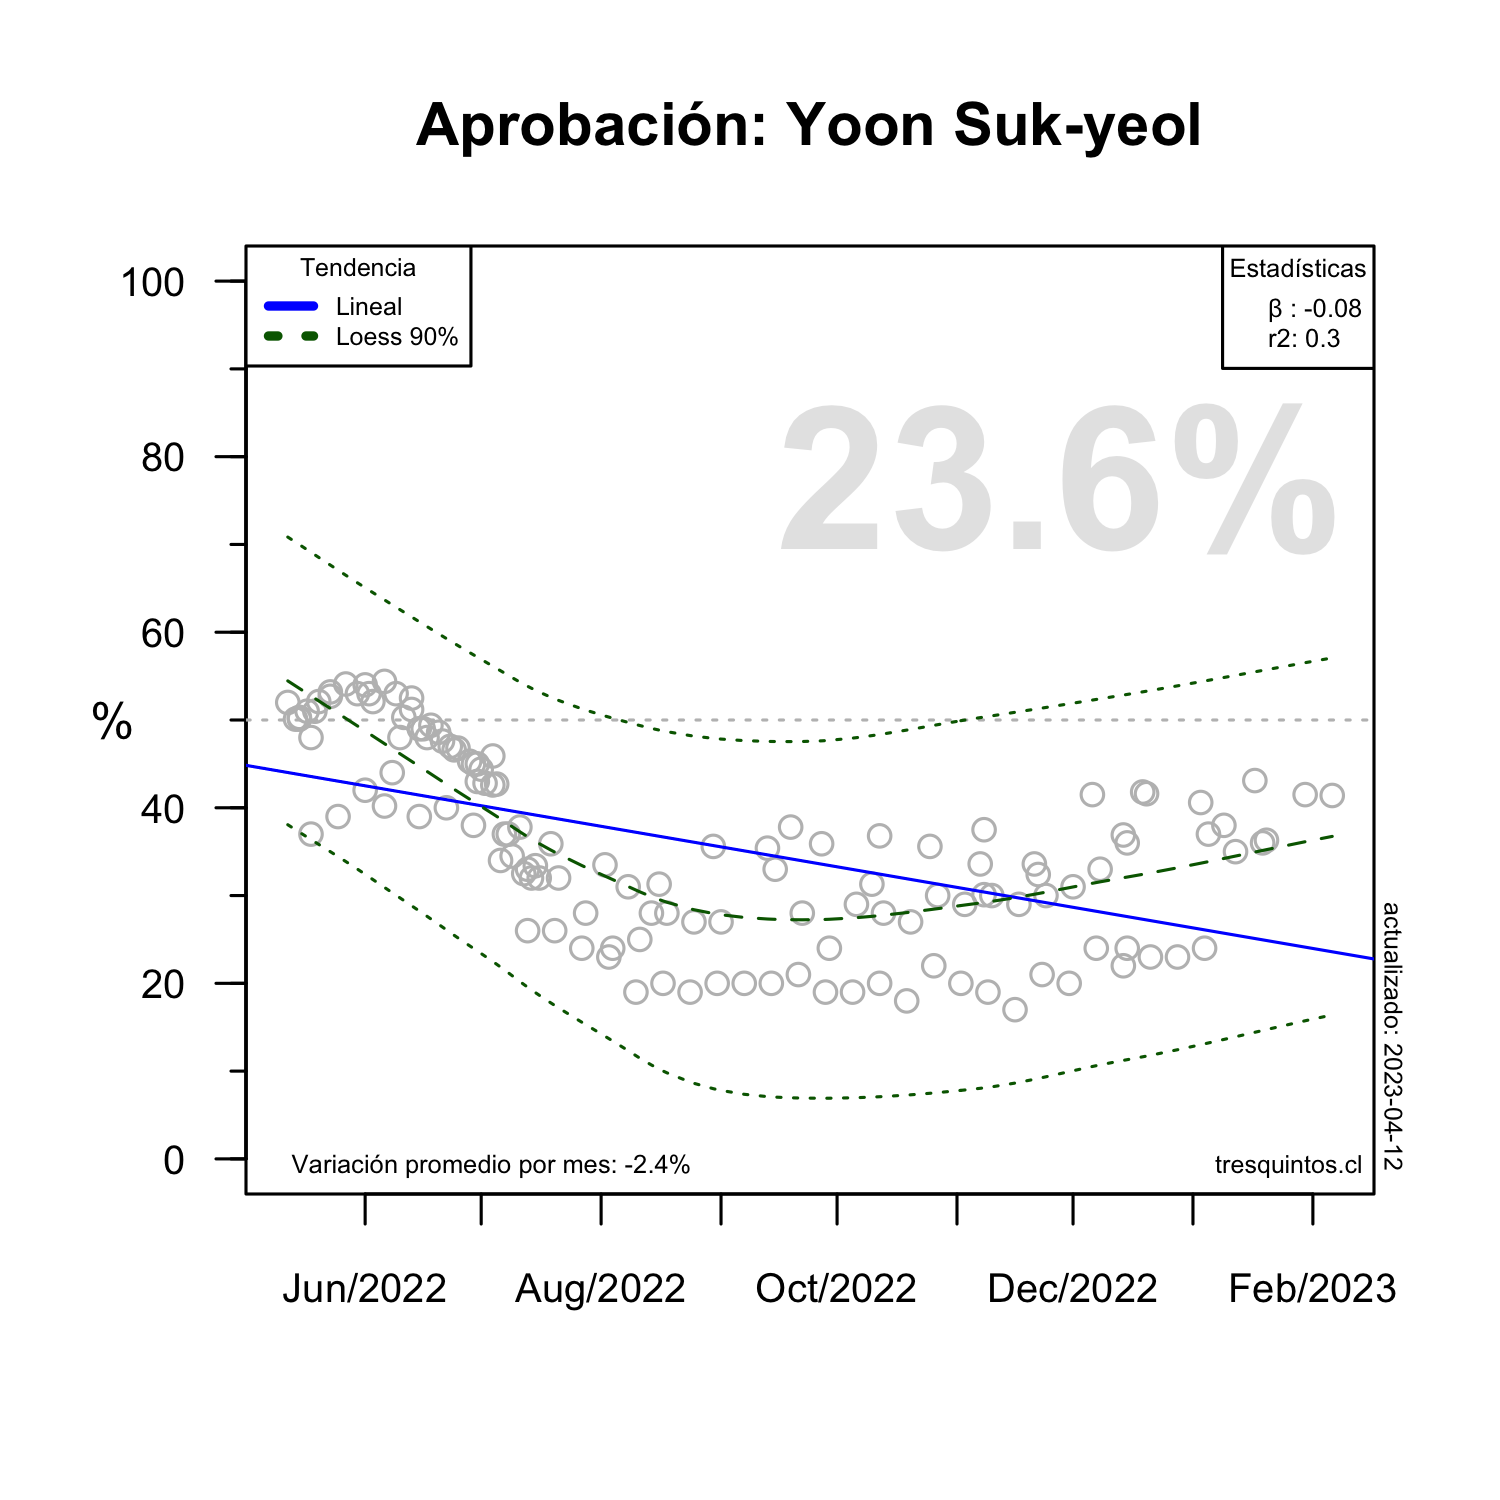 Aprobación: Yoon Suk-yeol
Tendencia
Lineal
Loess 90%
Estadísticas
β : -0.08
r2: 0.3
23.6%
100
80
60
40
20
0
%
Variación promedio por mes: -2.4%
tresquintos.cl
actualizado: 2023-04-12
Jun/2022 Aug/2022 Oct/2022 Dec/2022 Feb/2023